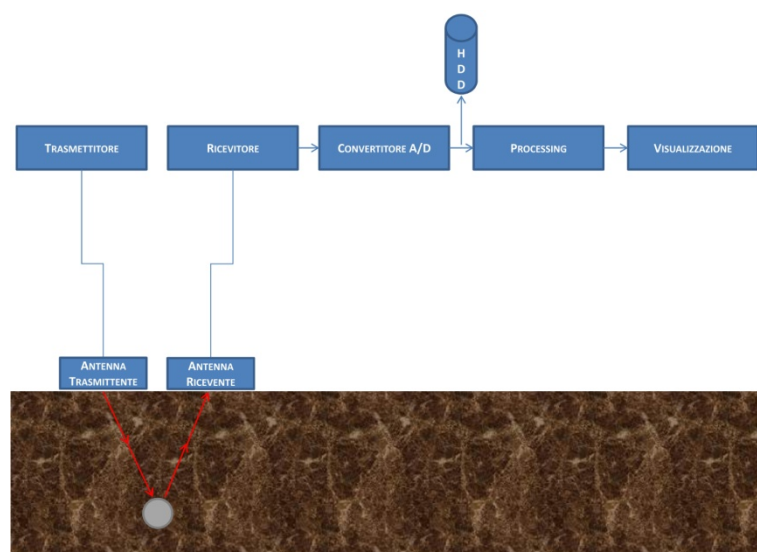 H
D
D
TRASMETTITORE
RICEVITORE
CONVERTITORE A/D
PROCESSING
VISUALIZZAZIONE
ANTENNA
TRASMITTENTE
ANTENNA
RICEVENTE